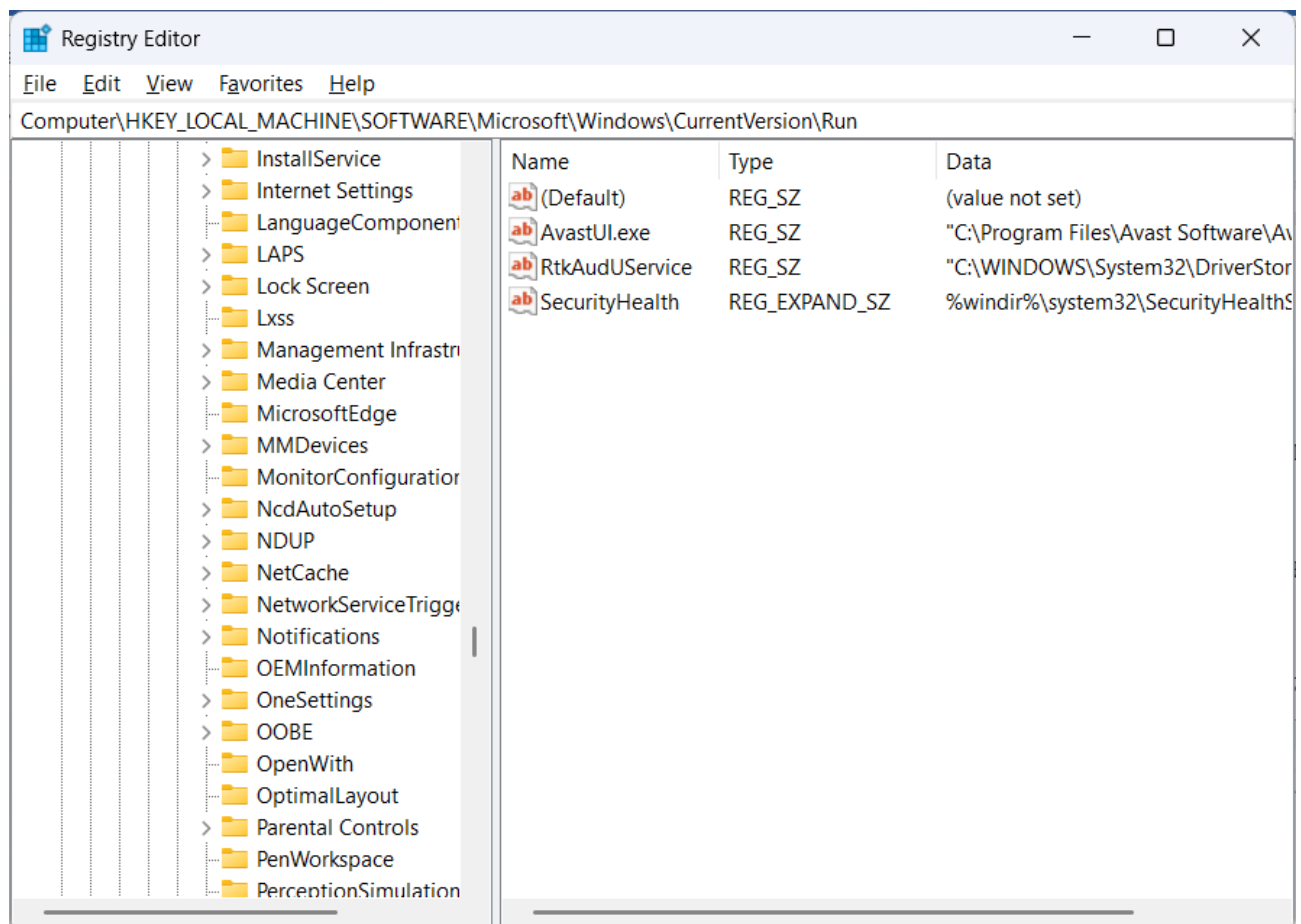 Registry Editor
File Edit View Favorites Help
Computer\HKEY_LOCAL_MACHINE\SOFTWARE\Microsoft\Windows\CurrentVersion\Run
InstallService
Internet Settings
LanguageComponent
LAPS
Lock Screen
Lxss
Management Infrastr
Media Center
MicrosoftEdge
MMDevices
MonitorConfiguration
NcdAutoSetup
NDUP
NetCache
NetworkServiceTrigge
Notifications
OEMInformation
OneSettings
OOBE
OpenWith
OptimalLayout
Parental Controls
PenWorkspace
PerceptionSimulation
Name Type Data
(Default) REG_SZ (value not set)
AvastUI.exe REG_SZ "C:\Program Files\Avast Software\Av
RtkAudUService REG_SZ "C:\WINDOWS\System32\DriverStor
SecurityHealth REG_EXPAND_SZ %windir%\system32\SecurityHealthS